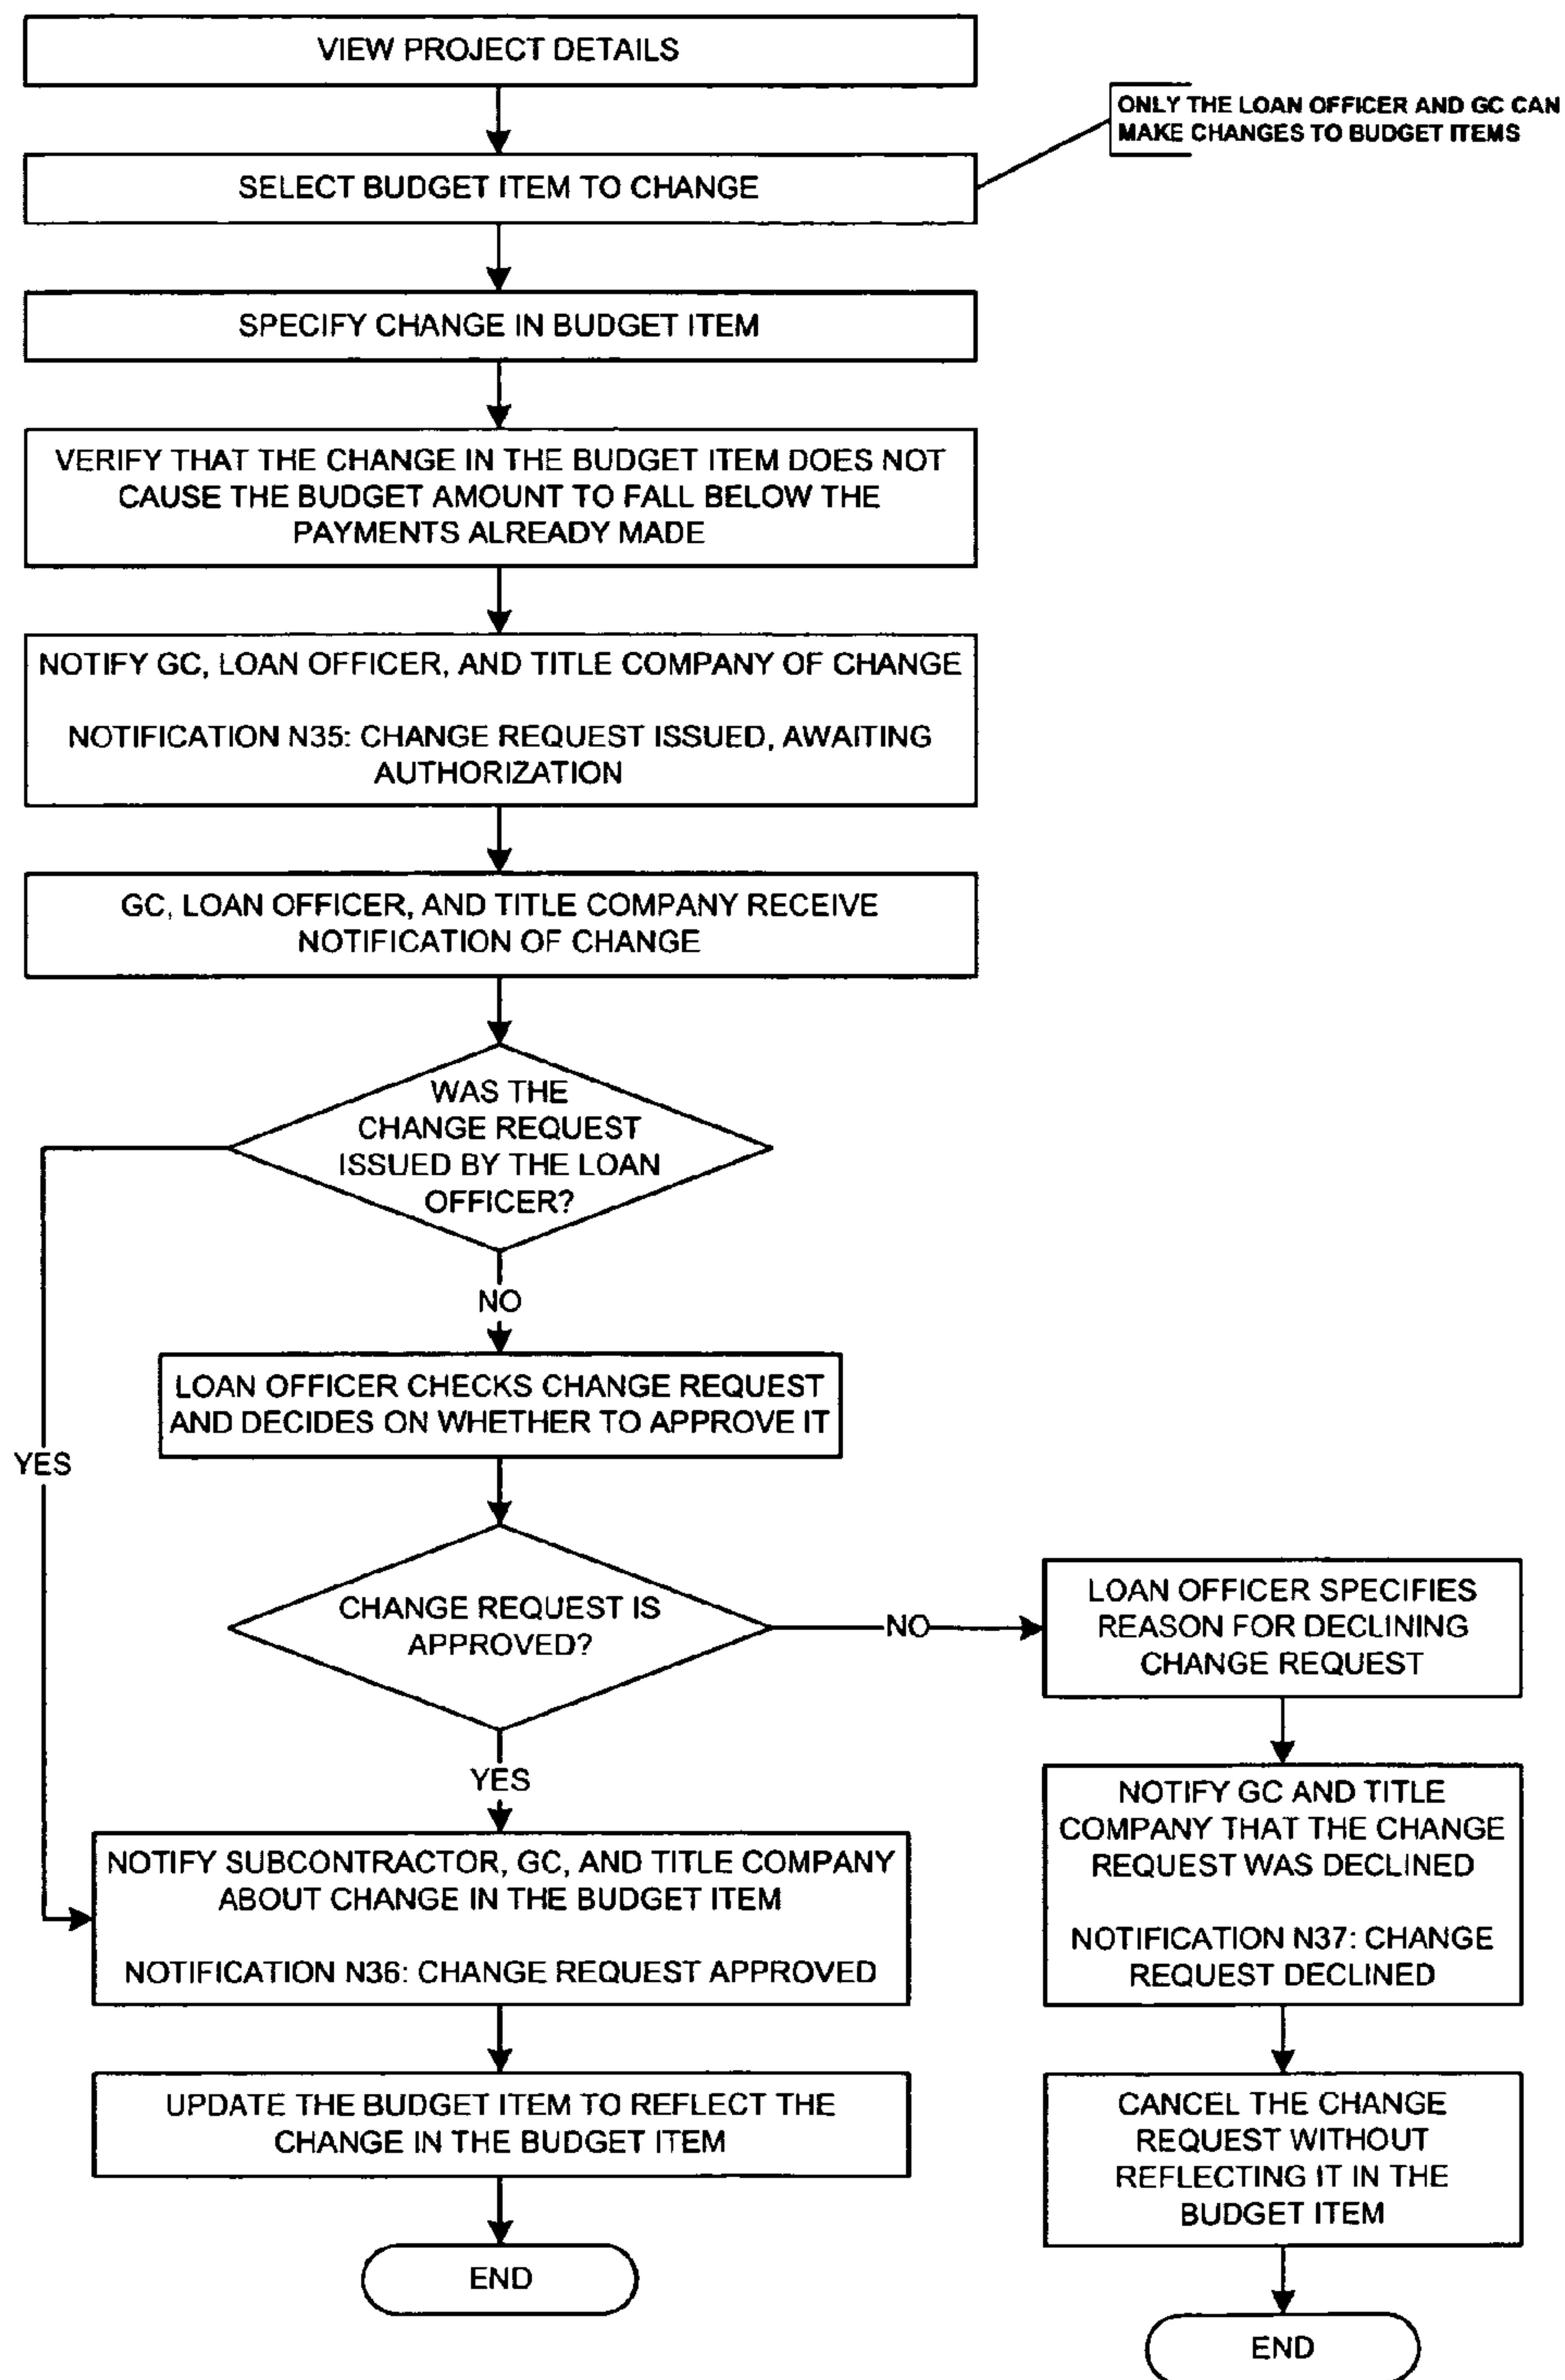 VIEW PROJECT DETAILS
ONLY THE LOAN OFFICER AND GC CAN
MAKE CHANGES TO BUDGET ITEMS
SELECT BUDGET ITEM TO CHANGE
SPECIFY CHANGE IN BUDGET ITEM
VERIFY THAT THE CHANGE IN THE BUDGET ITEM DOES NOT
CAUSE THE BUDGET AMOUNT TO FALL BELOW THE
PAYMENTS ALREADY MADE
NOTIFY GC, LOAN OFFICER, AND TITLE COMPANY OF CHANGE
NOTIFICATION N35: CHANGE REQUEST ISSUED, AWAITING
AUTHORIZATION
GC, LOAN OFFICER, AND TITLE COMPANY RECEIVE
NOTIFICATION OF CHANGE
WAS THE
CHANGE REQUEST
ISSUED BY THE LOAN
OFFICER?
NO
LOAN OFFICER CHECKS CHANGE REQUEST
AND DECIDES ON WHETHER TO APPROVE IT
YES
CHANGE REQUEST IS
APPROVED?
NO
LOAN OFFICER SPECIFIES
REASON FOR DECLINING
CHANGE REQUEST
YES
NOTIFY SUBCONTRACTOR, GC, AND TITLE COMPANY
ABOUT CHANGE IN THE BUDGET ITEM
NOTIFICATION N36: CHANGE REQUEST APPROVED
NOTIFY GC AND TITLE
COMPANY THAT THE CHANGE
REQUEST WAS DECLINED
NOTIFICATION N37: CHANGE
REQUEST DECLINED
UPDATE THE BUDGET ITEM TO REFLECT THE
CHANGE IN THE BUDGET ITEM
CANCEL THE CHANGE
REQUEST WITHOUT
REFLECTING IT IN THE
BUDGET ITEM
END
END